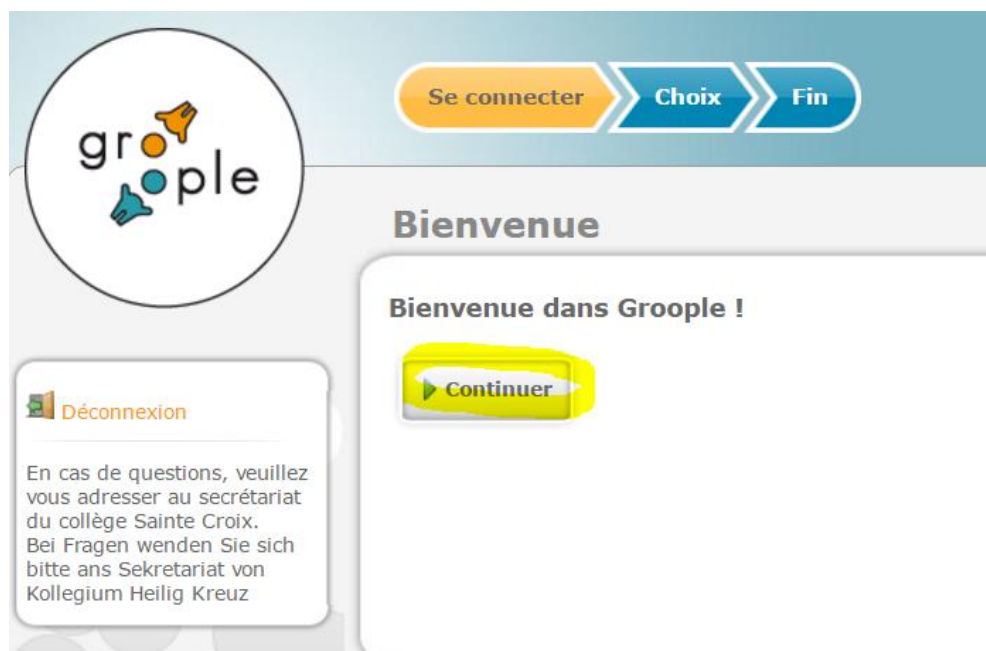 groople
Se connecter
Choix
Fin
Bienvenue
Bienvenue dans Groople !
Continuer
Déconnexion
En cas de questions, veuillez
vous adresser au secrétariat
du collège Sainte Croix.
Bei Fragen wenden Sie sich
bitte ans Sekretariat von
Kollegium Heilig Kreuz